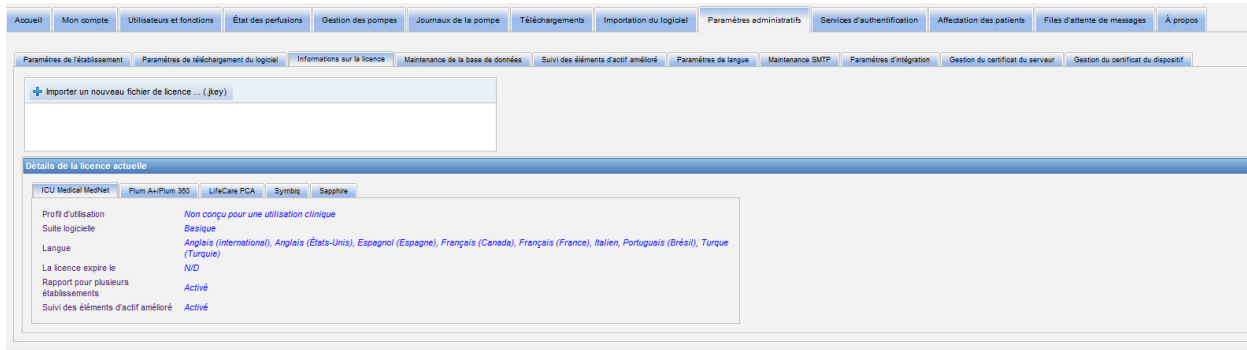 Accueil Mon compte Utilisateurs et fonctions État des perfusions Gestion des pompes Journaux de la pompe Téléchargements Importation du logiciel Paramètres administratifs Services d'authentification Affectation des patients Files d'attente de messages À propos
Paramètres de l'établissement Paramètres de téléchargement du logiciel Informations sur la licence Maintenance de la base de données Suivi des éléments d'actif amélioré Paramètres de langue Maintenance SMTP Paramètres d'intégration Gestion du certificat du serveur Gestion du certificat du dispositif
Importer un nouveau fichier de licence ... (.jkey)
Détails de la licence actuelle
ICU Medical MedNet Plum A+/Plum 360 LifeCare PCA Symbiq Sapphire
Profil d'utilisation Non conçu pour une utilisation clinique
Suite logicielle Basique
Langue Anglais (international), Anglais (États-Unis), Espagnol (Espagne), Français (Canada), Français (France), Italien, Portuguais (Brésil), Turque
(Turquie)
La licence expire le N/D
Rapport pour plusieurs
établissements Activé
Suivi des éléments d'actif amélioré Activé